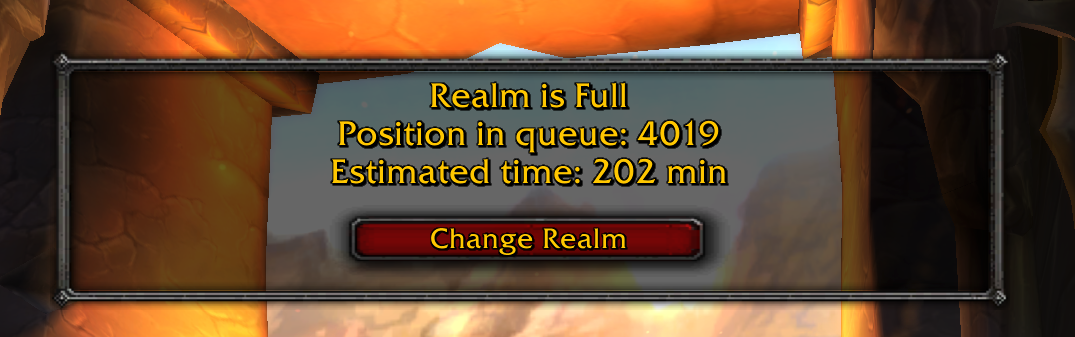 Realm is Full
Position in queue: 4019
Estimated time: 202 min
Change Realm